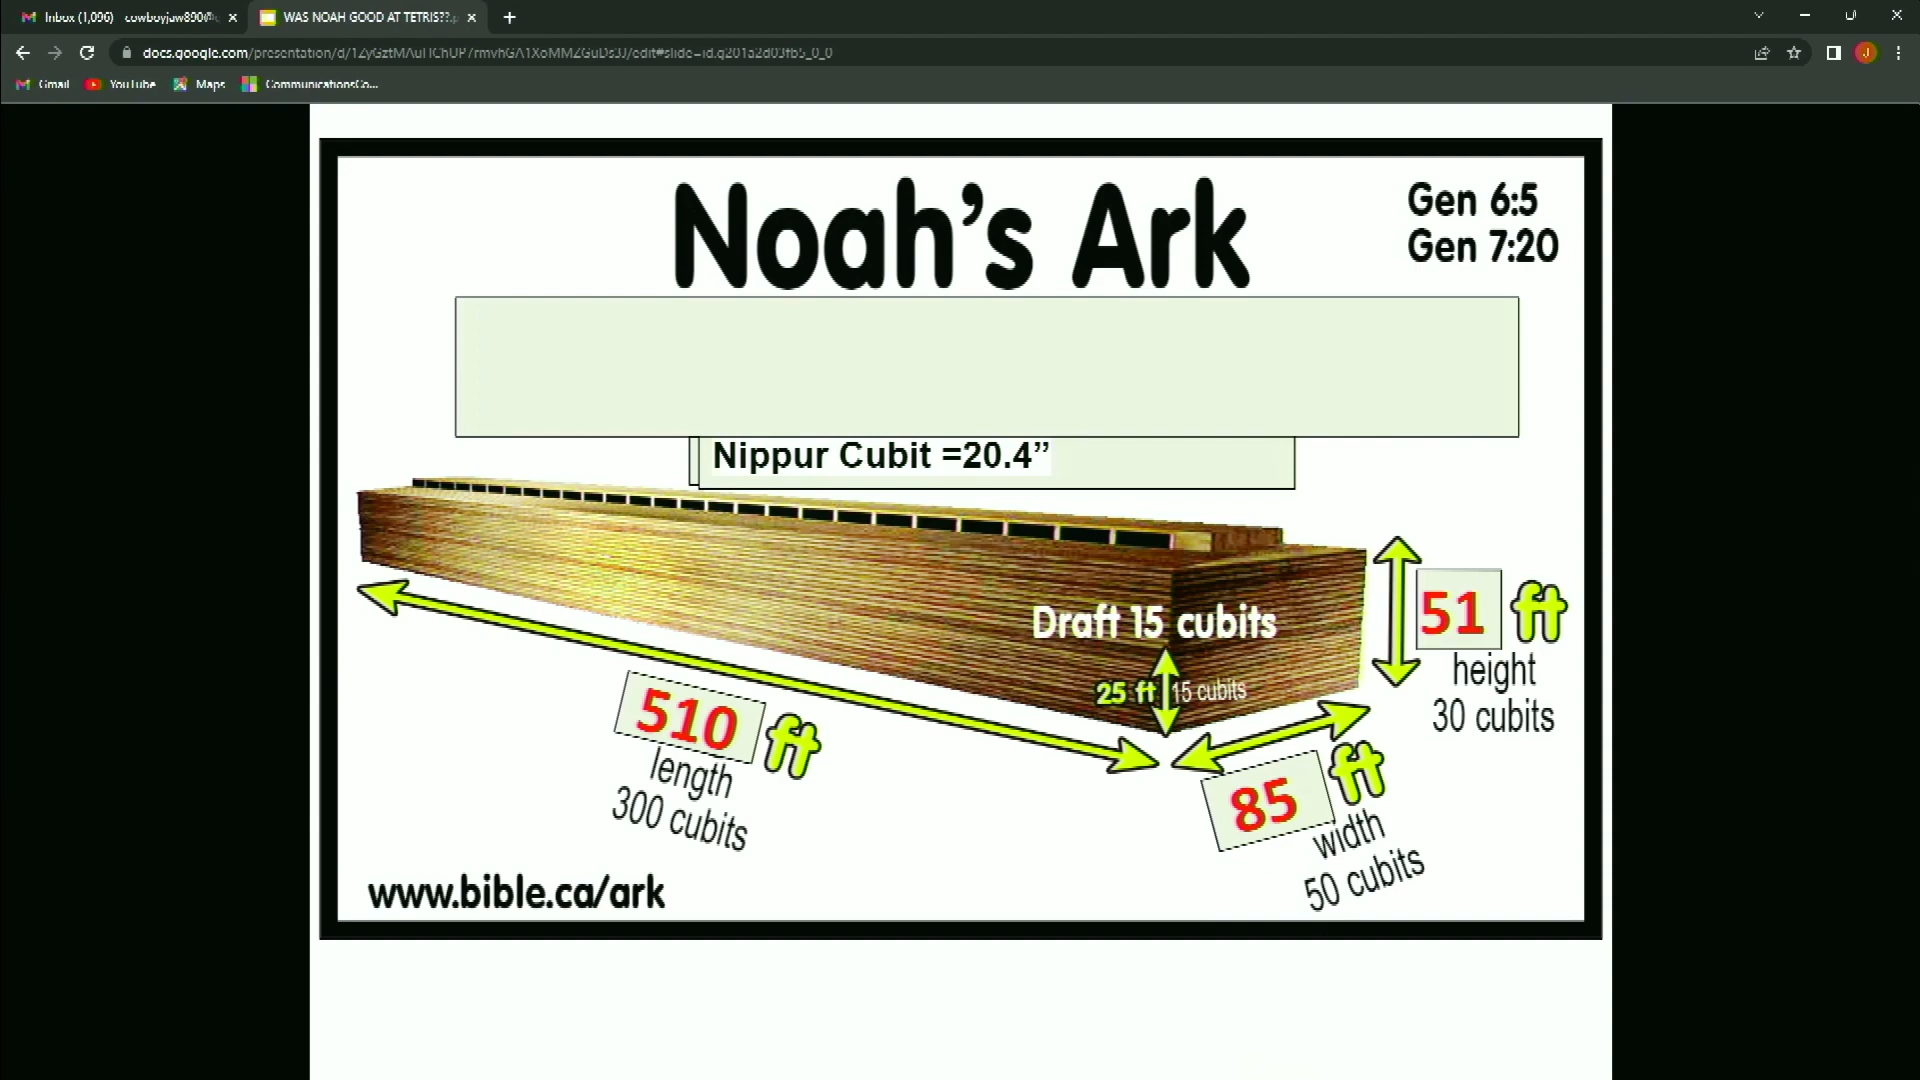 Inbox (1,096) - cowboyjaw890@
WAS NOAH GOOD AT TETRIS??.
Gmail
YouTube
Maps
CommunicationsCo...
J
Noah's Ark
Gen 6:5
Gen 7:20
Nippur Cubit =20.4”
Draft 15 cubits
25 ft 15 cubits
51 ft
height
30 cubits
510 ft
length
300 cubits
85 ft
width
50 cubits
www.bible.ca/ark